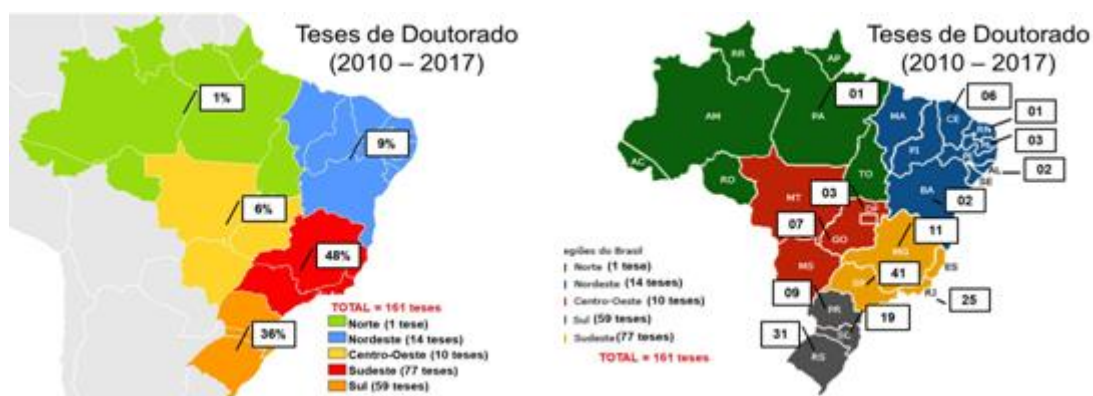 Teses de Doutorado
(2010 – 2017)
1%
9%
6%
48%
36%
TOTAL = 161 teses
Norte (1 tese)
Nordeste (14 teses)
Centro-Oeste (10 teses)
Sudeste (77 teses)
Sul (59 teses)
Teses de Doutorado
(2010 – 2017)
RR
AP
01
06
AM
PA
MA
CE
01
RN
03
PI
AC
AL
02
SE
RO
TO
BA
MT
03
02
DF
07
GO
11
MG
egiões do Brasil
Norte (1 tese)
Nordeste (14 teses)
Centro-Oeste (10 teses)
Sul (59 teses)
Sudeste (77 teses)
TOTAL = 161 teses
MS
41
ES
SP
RJ
09
25
PR
19
31
SC
RS